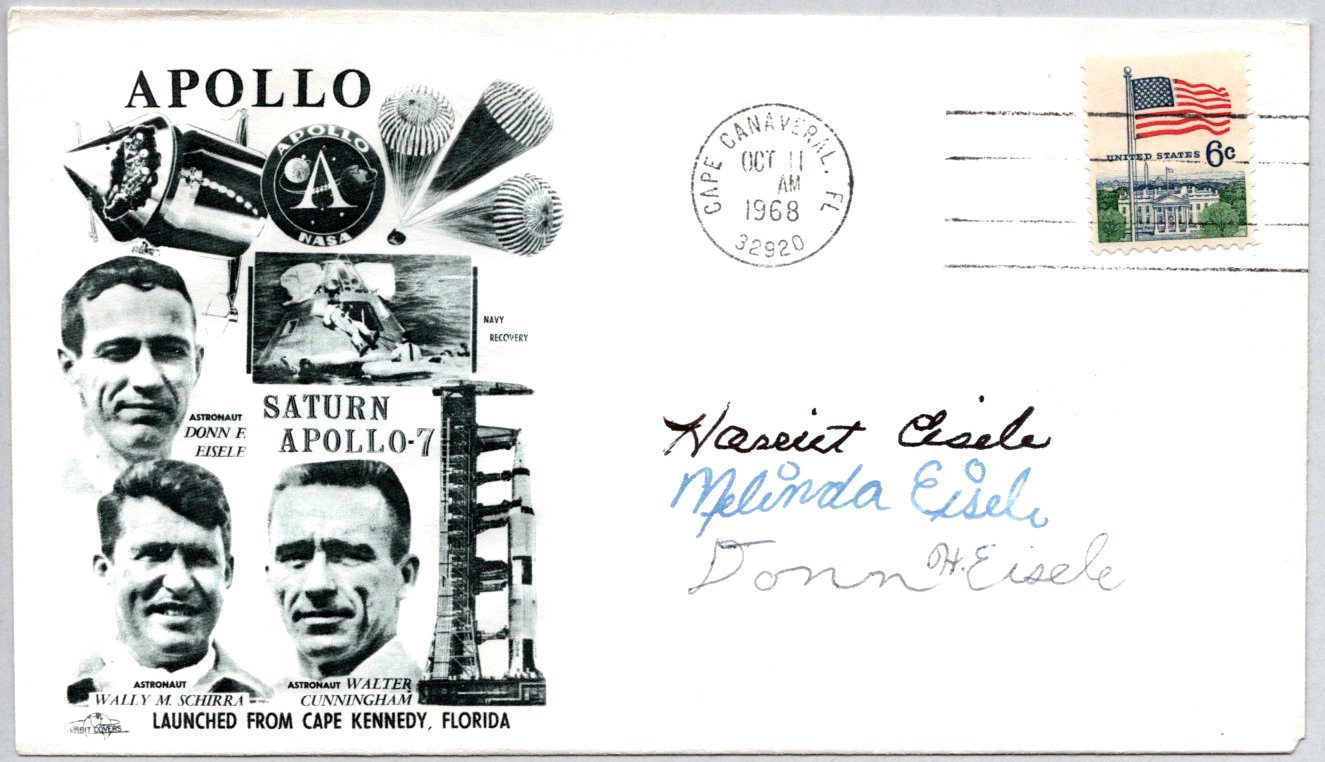 APOLLO
APOLLO
A
NASA
NAVY
RECOVERY
ASTRONAUT
DONN F.
EISELE
SATURN
APOLLO-7
ASTRONAUT
WALLY M. SCHIRRA
ASTRONAUT WALTER
CUNNINGHAM
ORBIT COVERS
LAUNCHED FROM CAPE KENNEDY, FLORIDA
CAPE CANAVERAL, FL
OCT 11
AM
1968
32920
UNITED STATES 6c
Harriet Eisele
Melinda Eisele
Donn H. Eisele